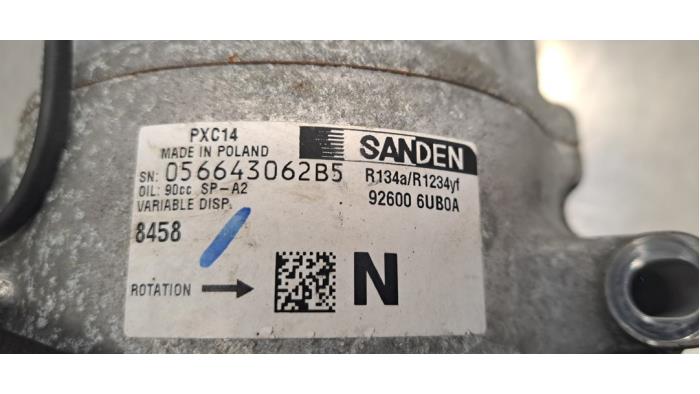 PXC14
MADE IN POLAND
SANDEN
SN: 056643062B5
R134a/R1234yf
OIL: 90cc SP-A2
92600 6UB0A
VARIABLE DISP.
8458
ROTATION
N